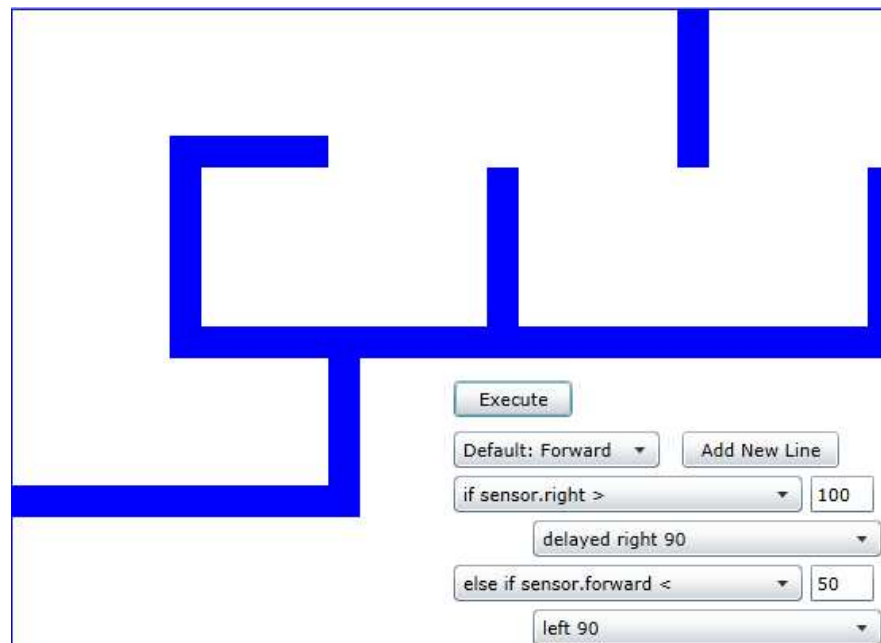 Execute
Default: Forward Add New Line
if sensor.right > 100
delayed right 90
else if sensor.forward < 50
left 90